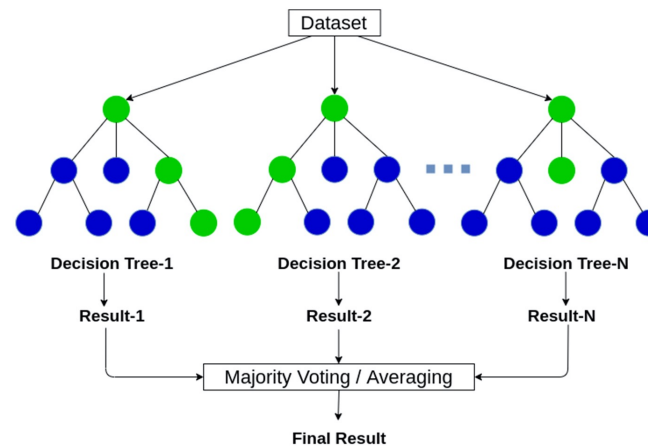 Dataset
Decision Tree-1
Decision Tree-2
Decision Tree-N
Result-1
Result-2
Result-N
Majority Voting / Averaging
Final Result